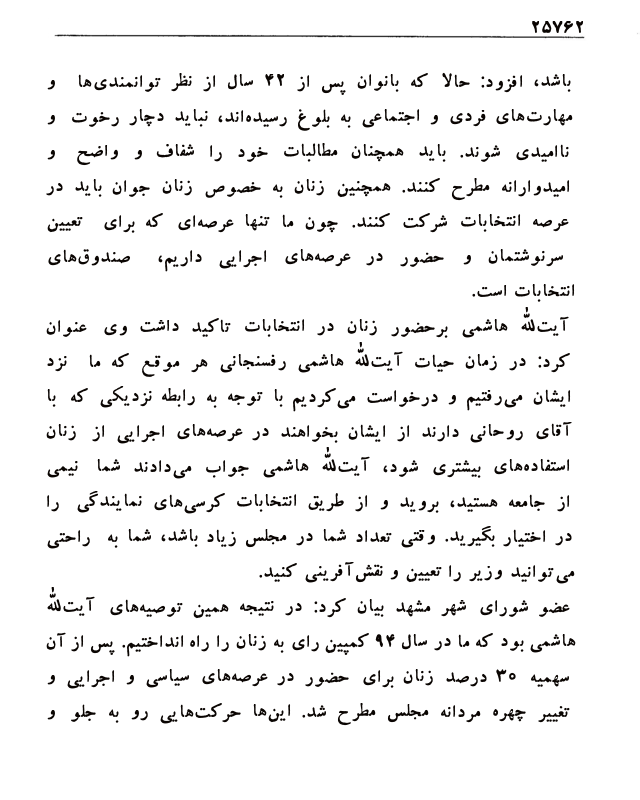 ۲۵۷۶۲
باشد، افزود: حالا که بانوان پس از ۴۲ سال از نظر توانمندی‌ها و
مهارت‌های فردی و اجتماعی به بلوغ رسیده‌اند، نباید دچار رخوت و
ناامیدی شوند. باید همچنان مطالبات خود را شفاف و واضح و
امیدوارانه مطرح کنند. همچنین زنان به خصوص زنان جوان باید در
عرصه انتخابات شرکت کنند. چون ما تنها عرصه‌ای که برای تعیین
سرنوشتمان و حضور در عرصه‌های اجرایی داریم، صندوق‌های
انتخابات است.
آیت‌الله هاشمی برحضور زنان در انتخابات تاکید داشت وی عنوان
کرد: در زمان حیات آیت‌الله هاشمی رفسنجانی هر موقع که ما نزد
ایشان می‌رفتیم و درخواست می‌کردیم با توجه به رابطه نزدیکی که با
آقای روحانی دارند از ایشان بخواهند در عرصه‌های اجرایی از زنان
استفاده‌های بیشتری شود، آیت‌الله هاشمی جواب می‌دادند شما نیمی
از جامعه هستید، بروید و از طریق انتخابات کرسی‌های نمایندگی را
در اختیار بگیرید. وقتی تعداد شما در مجلس زیاد باشد، شما به راحتی
می‌توانید وزیر را تعیین و نقش‌آفرینی کنید.
عضو شورای شهر مشهد بیان کرد: در نتیجه همین توصیه‌های آیت‌الله
هاشمی بود که ما در سال ۹۴ کمپین رای به زنان را راه انداختیم. پس از آن
سهمیه ۳۰ درصد زنان برای حضور در عرصه‌های سیاسی و اجرایی و
تغییر چهره مردانه مجلس مطرح شد. این‌ها حرکت‌هایی رو به جلو و